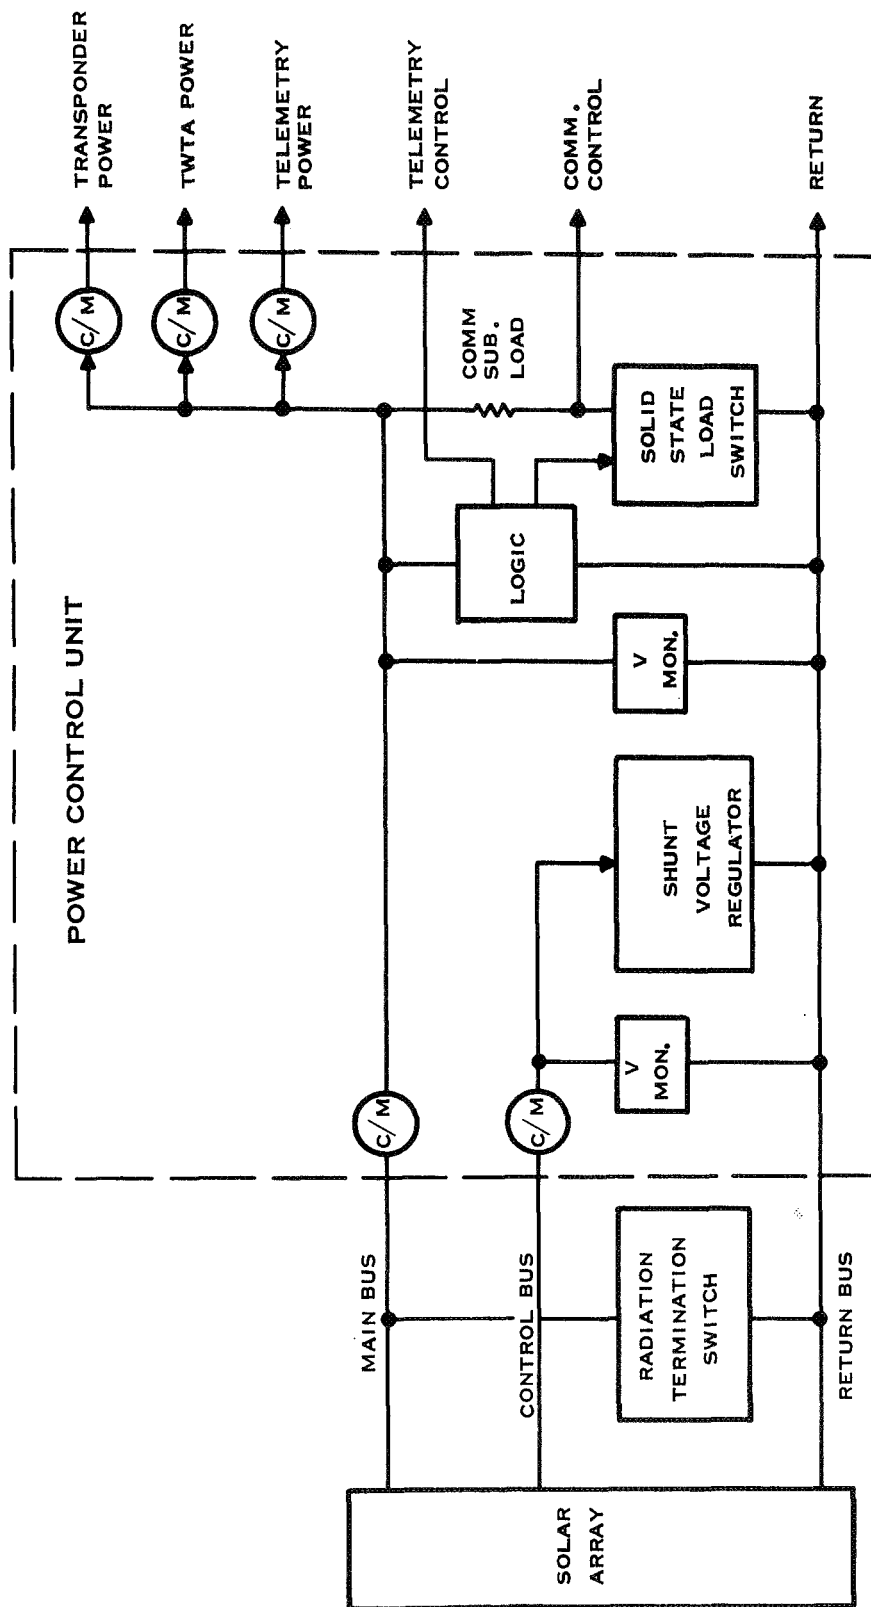 POWER CONTROL UNIT
TRANSPONDER
POWER
TWTA POWER
TELEMETRY
POWER
TELEMETRY
CONTROL
COMM.
CONTROL
RETURN
C/M
C/M
C/M
COMM
SUB.
LOAD
SOLID
STATE
LOAD
SWITCH
LOGIC
V
MON.
SHUNT
VOLTAGE
REGULATOR
V
MON.
C/M
C/M
MAIN BUS
CONTROL BUS
RADIATION
TERMINATION
SWITCH
RETURN BUS
SOLAR
ARRAY